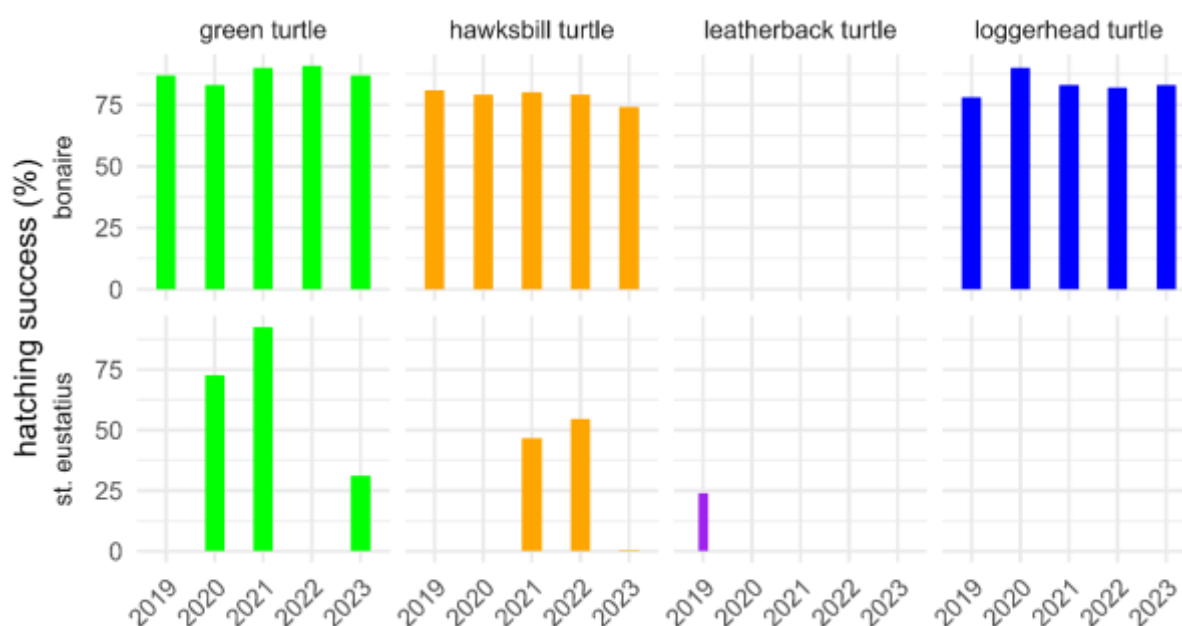 green turtle
hawksbill turtle
leatherback turtle
loggerhead turtle
hatching success (%)
bonaire
75
50
25
0
st. eustatius
75
50
25
0
2019 2020 2021 2022 2023
2019 2020 2021 2022 2023
2019 2020 2021 2022 2023
2019 2020 2021 2022 2023